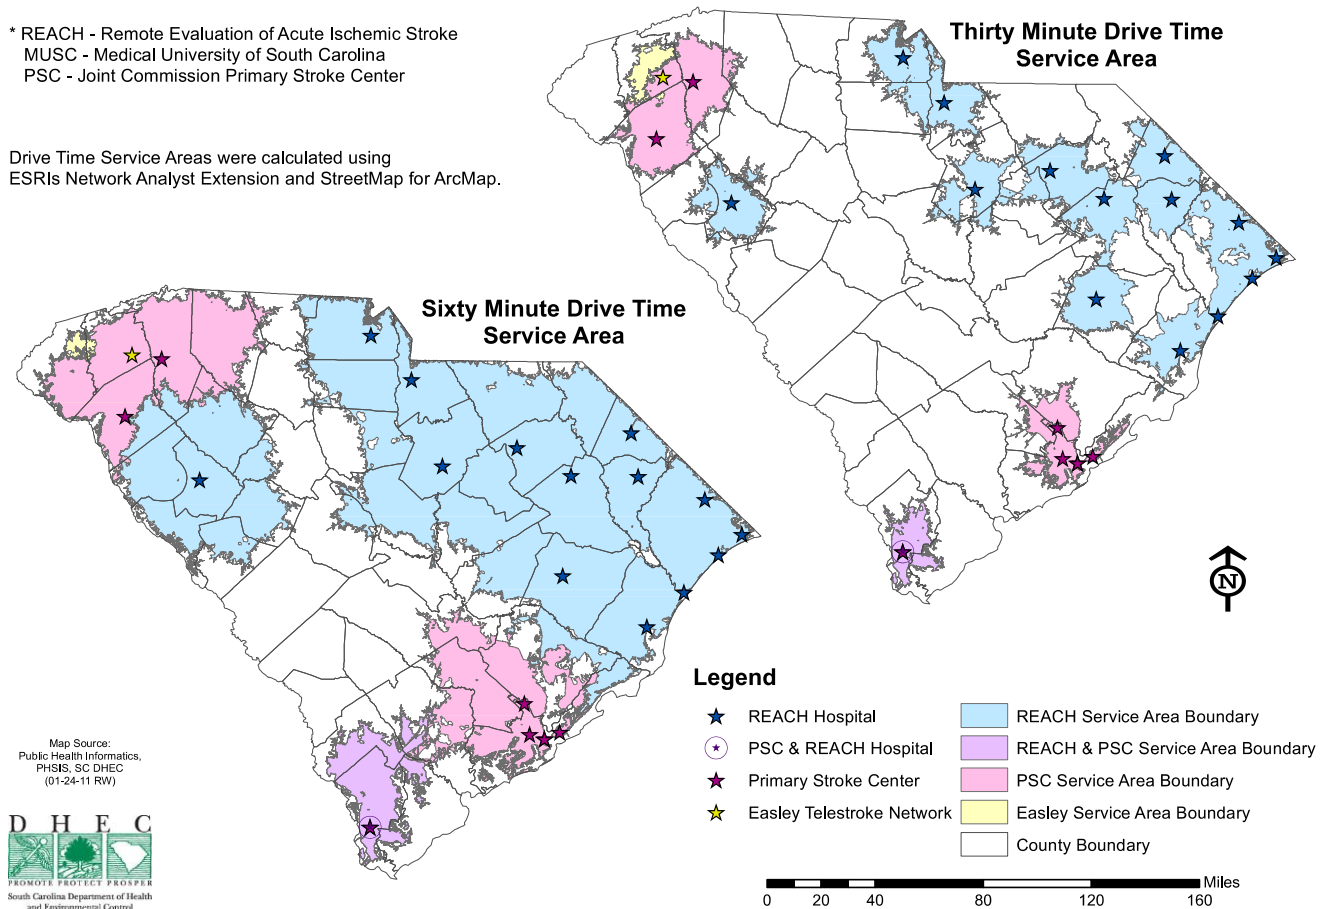 * REACH - Remote Evaluation of Acute Ischemic Stroke
MUSC - Medical University of South Carolina
PSC - Joint Commission Primary Stroke Center
Thirty Minute Drive Time
Service Area
Drive Time Service Areas were calculated using
ESRIs Network Analyst Extension and StreetMap for ArcMap.
Sixty Minute Drive Time
Service Area
N
Legend
REACH Hospital
PSC & REACH Hospital
Primary Stroke Center
Easley Telestroke Network
REACH Service Area Boundary
REACH & PSC Service Area Boundary
PSC Service Area Boundary
Easley Service Area Boundary
County Boundary
Miles
0 20 40 80 120 160
Map Source:
Public Health Informatics,
PHSIS, SC DHEC
(01-24-11 RW)
D H E C
PROMOTE PROTECT PROSPER
South Carolina Department of Health
and Environmental Control